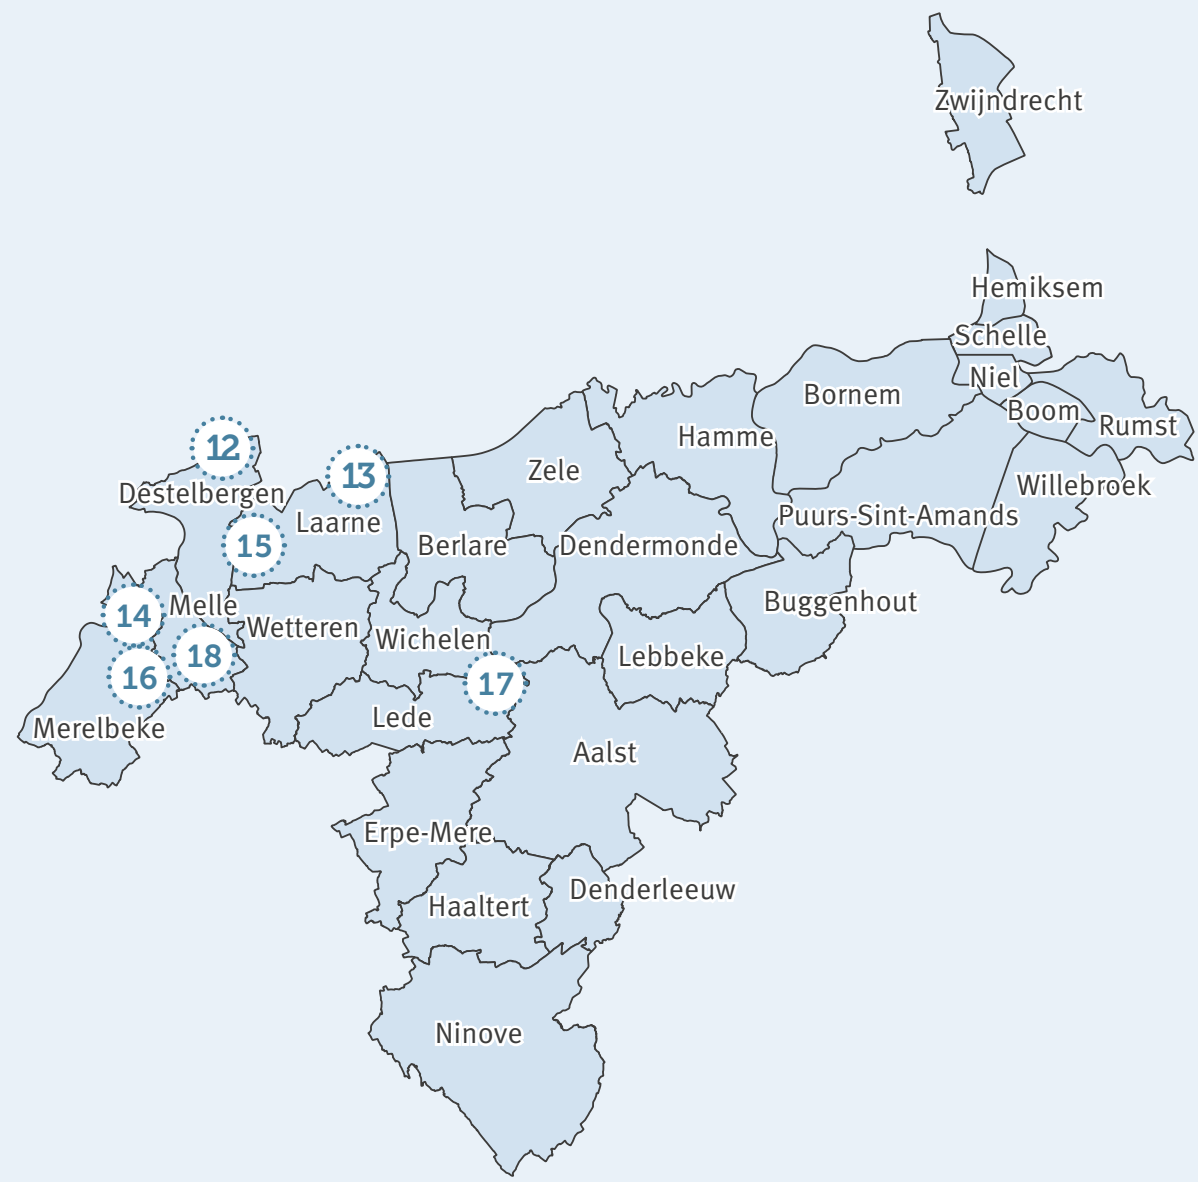 Zwijndrecht
Hemiksem
Schelle
Niel
Bornem
Boom
Rumst
Hamme
12
13
Zele
Destelbergen
Willebroek
Laarne
Puurs-Sint-Amands
15
Berlare
Dendermonde
Buggenhout
14
Melle
Wetteren
Wichelen
18
Lebbeke
16
17
Merelbeke
Lede
Aalst
Erpe-Mere
Denderleeuw
Haaltert
Ninove